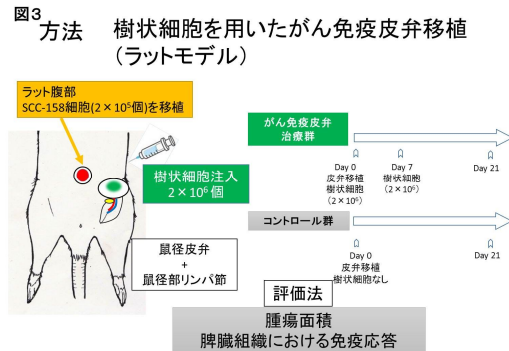 図3
方法
樹状細胞を用いたがん免疫皮弁移植
(ラットモデル)
ラット腹部
SCC-158細胞(2×10⁵個)を移植
樹状細胞注入
2×10⁶個
鼠径皮弁
+
鼠径部リンパ節
がん免疫皮弁
治療群
Day 0
皮弁移植
樹状細胞
(2×10⁶)
Day 7
樹状細胞
(2×10⁶)
Day 21
コントロール群
Day 0
皮弁移植
樹状細胞なし
Day 21
評価法
腫瘍面積
脾臓組織における免疫応答